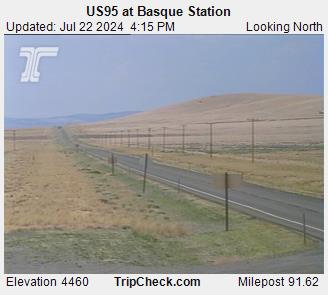 US95 at Basque Station
Updated: Jul 22 2024 4:15 PM Looking North
Elevation 4460 TripCheck.com Milepost 91.62